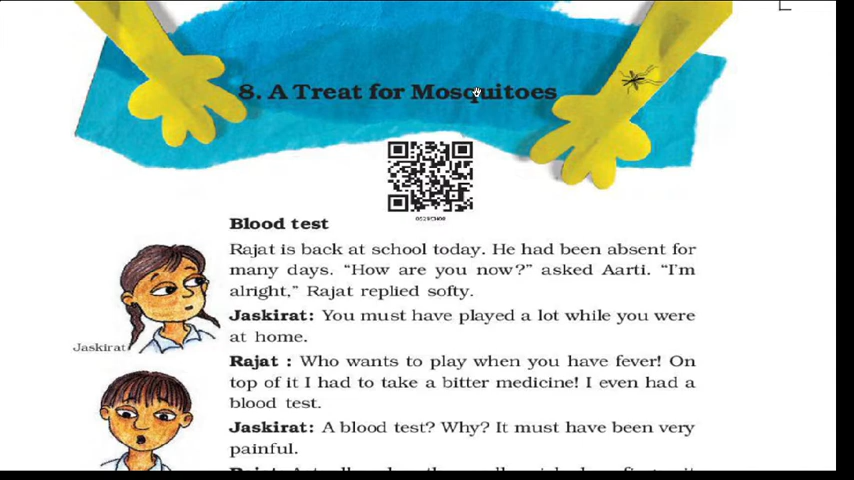 8. A Treat for Mosquitoes
Blood test
Rajat is back at school today. He had been absent for
many days. “How are you now?” asked Aarti. “I’m
alright,” Rajat replied softy.
Jaskirat: You must have played a lot while you were
at home.
Jaskirat
Rajat : Who wants to play when you have fever! On
top of it I had to take a bitter medicine! I even had a
blood test.
Jaskirat: A blood test? Why? It must have been very
painful.